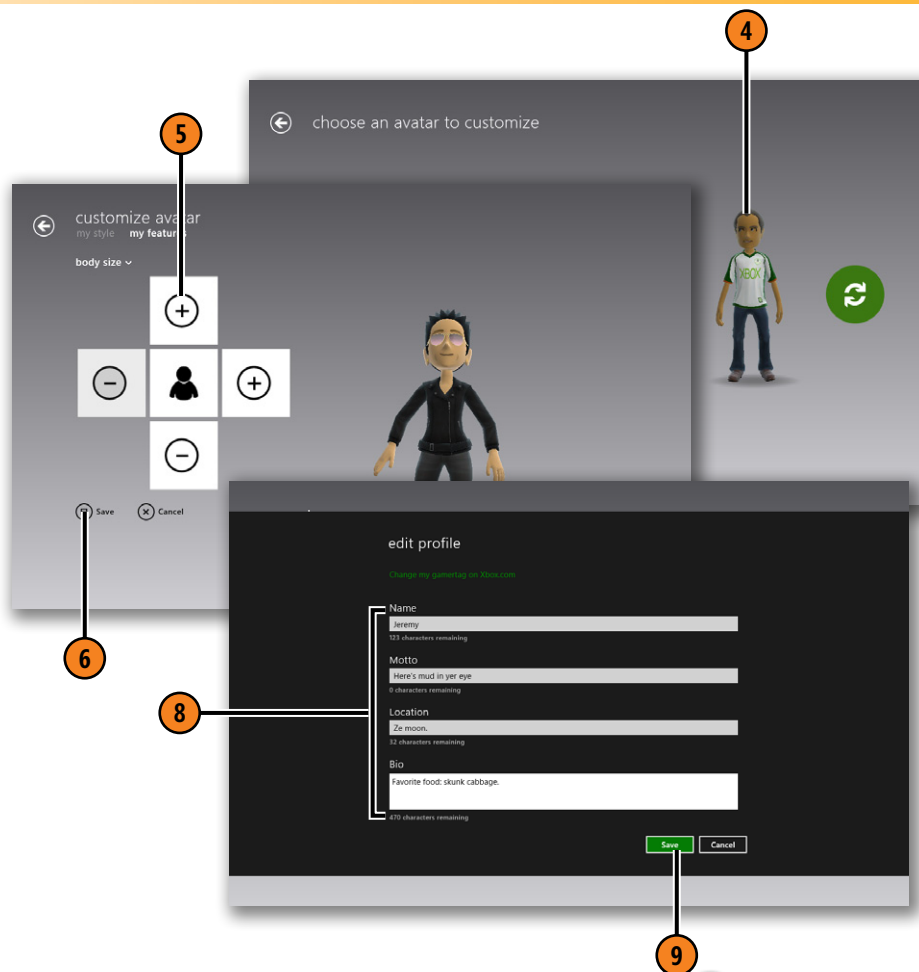 4
5
choose an avatar to customize
customize avatar
my style my features
body size
XBOX
Save Cancel
6
edit profile
Change my gamertag on Xbox.com
Name
Jeremy
123 characters remaining
Motto
Here's mud in yer eye
0 characters remaining
8
Location
Ze moon.
32 characters remaining
Bio
Favorite food: skunk cabbage.
470 characters remaining
Save Cancel
9